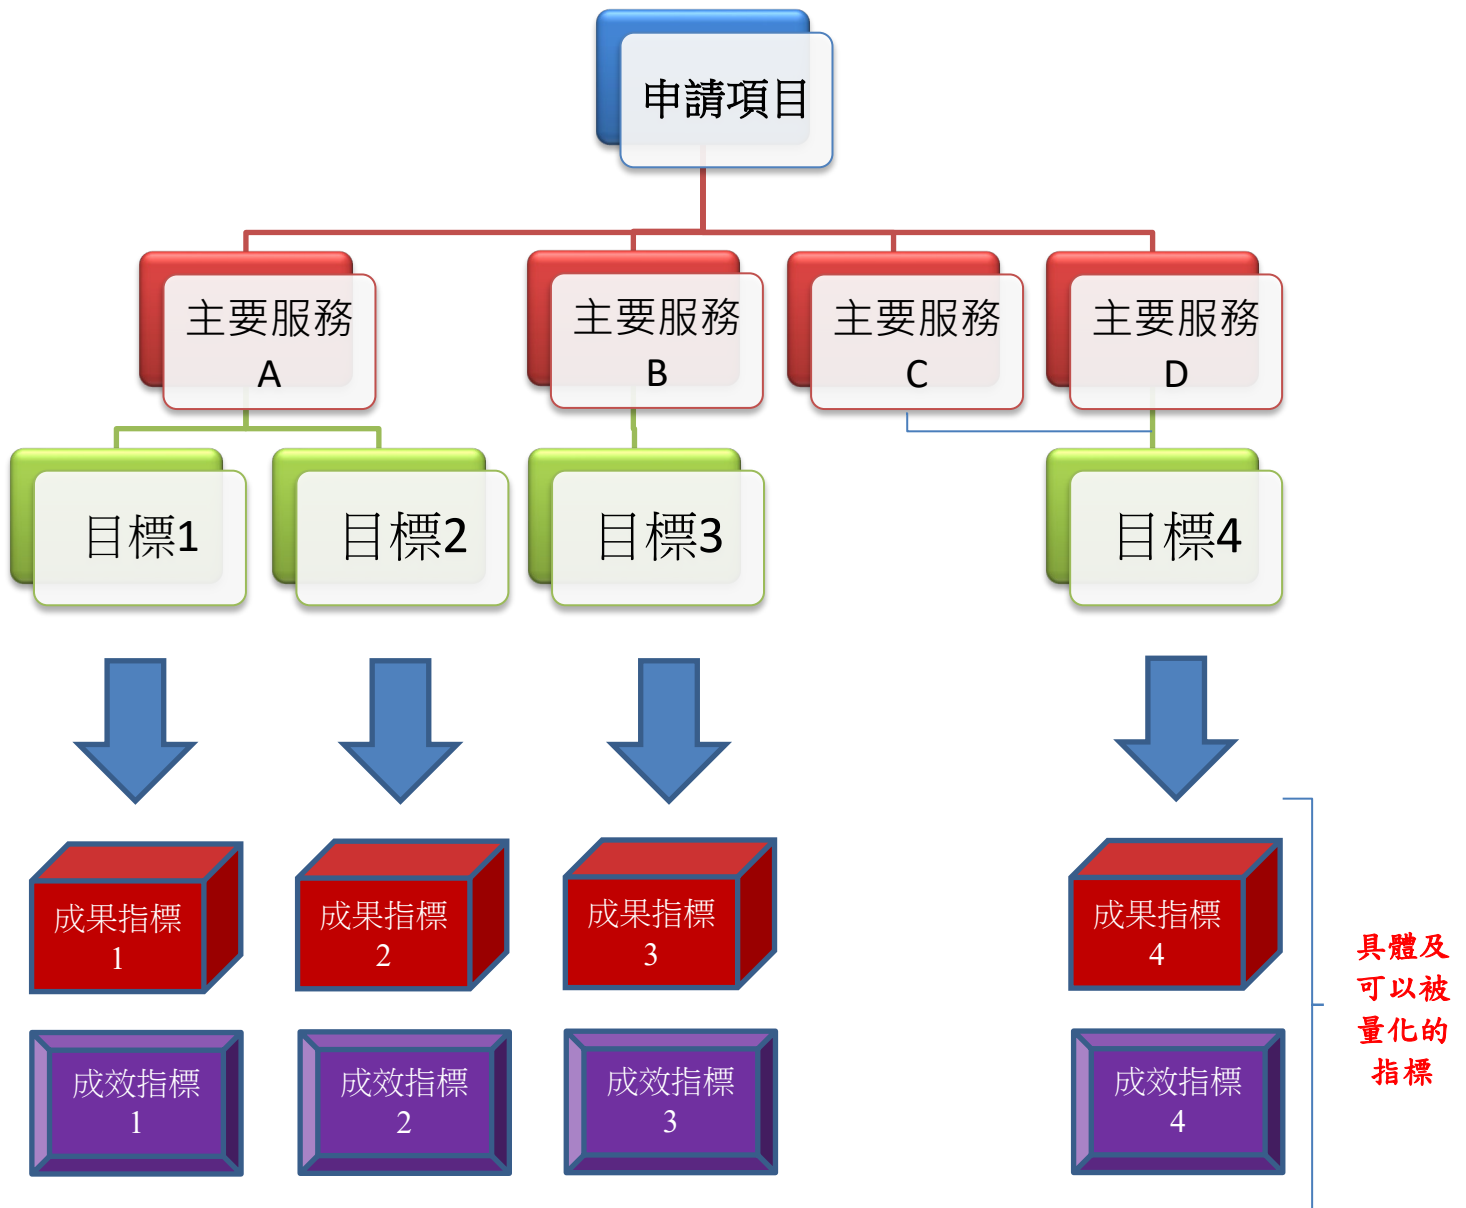 申請項目
主要服務
A
主要服務
B
主要服務
C
主要服務
D
目標1
目標2
目標3
目標4
成果指標
1
成果指標
2
成果指標
3
成果指標
4
成效指標
1
成效指標
2
成效指標
3
成效指標
4
具體及
可以被
量化的
指標